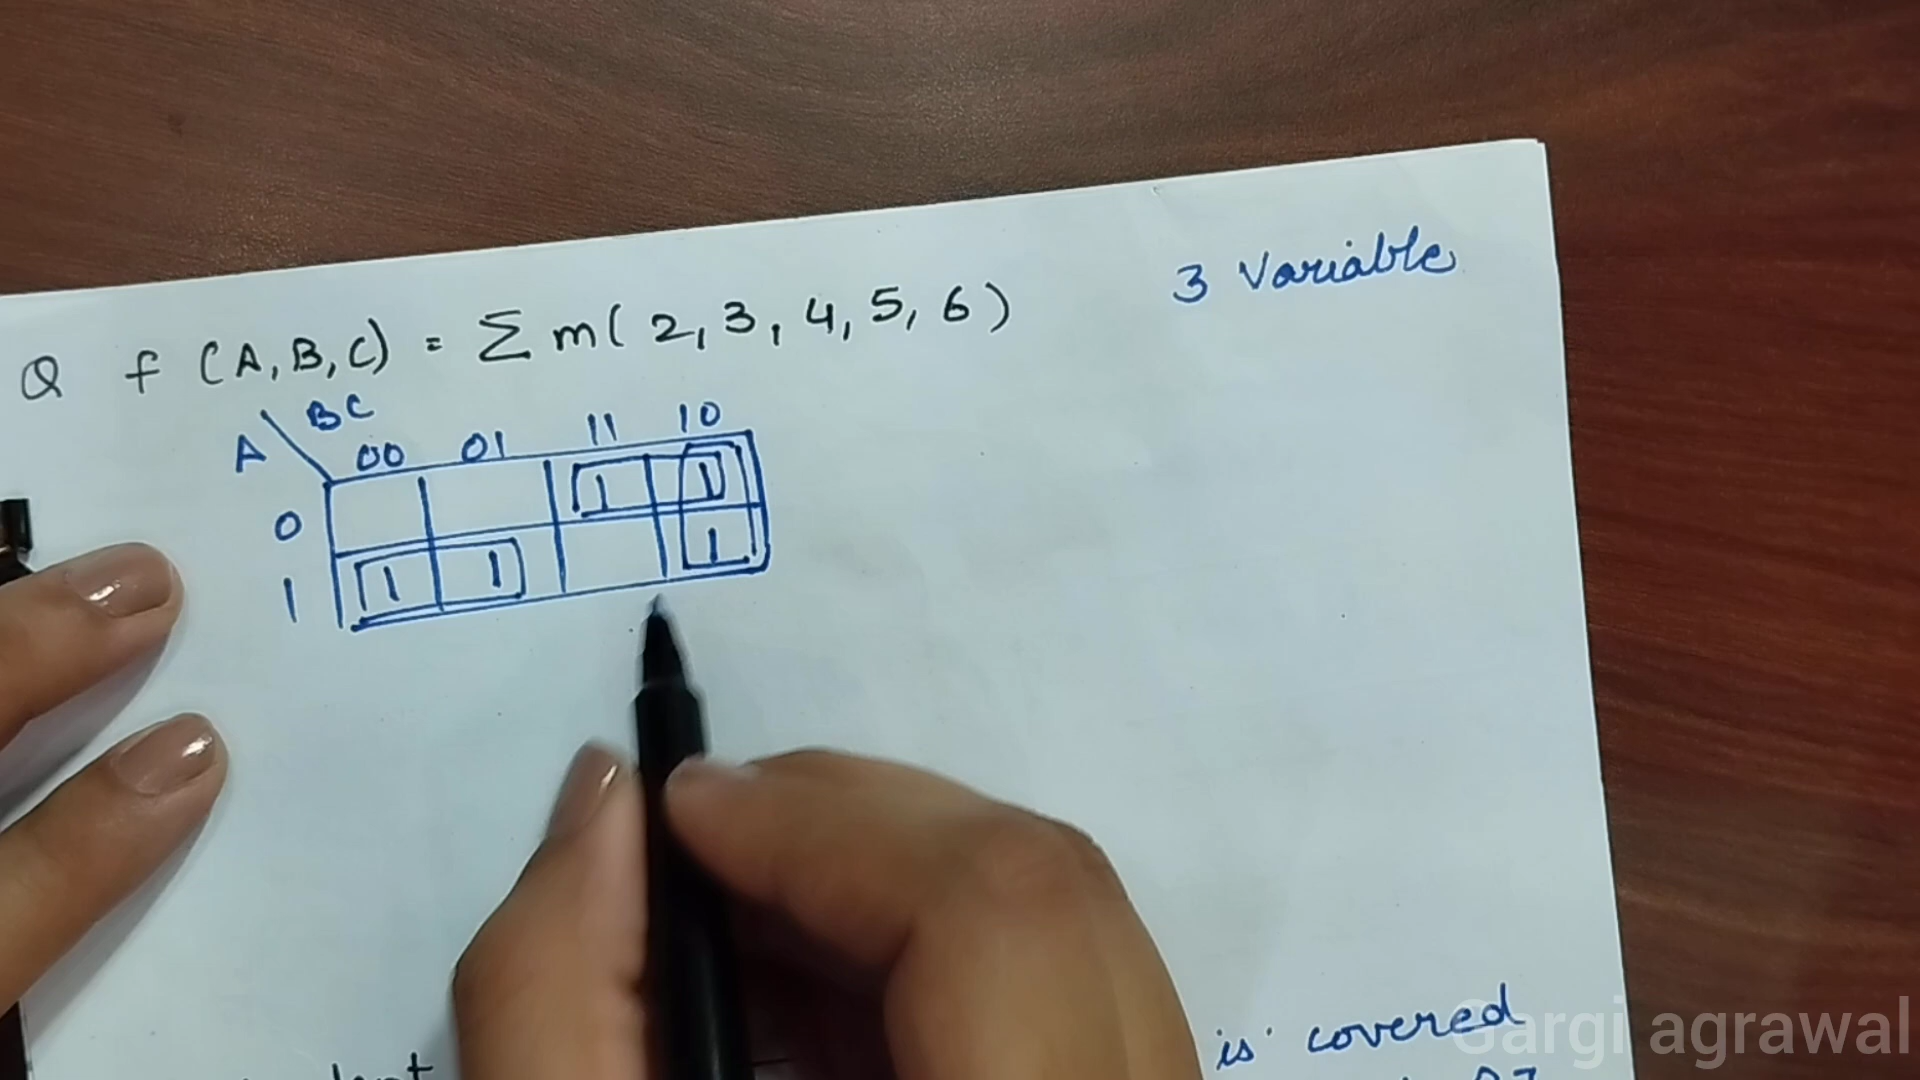 3 Variable
Q f (A, B, C) = Σ m( 2, 3, 4, 5, 6 )
A \ BC
00 01 11 10
0 1 1
1 1 1 1
is covered
Gargi agrawal